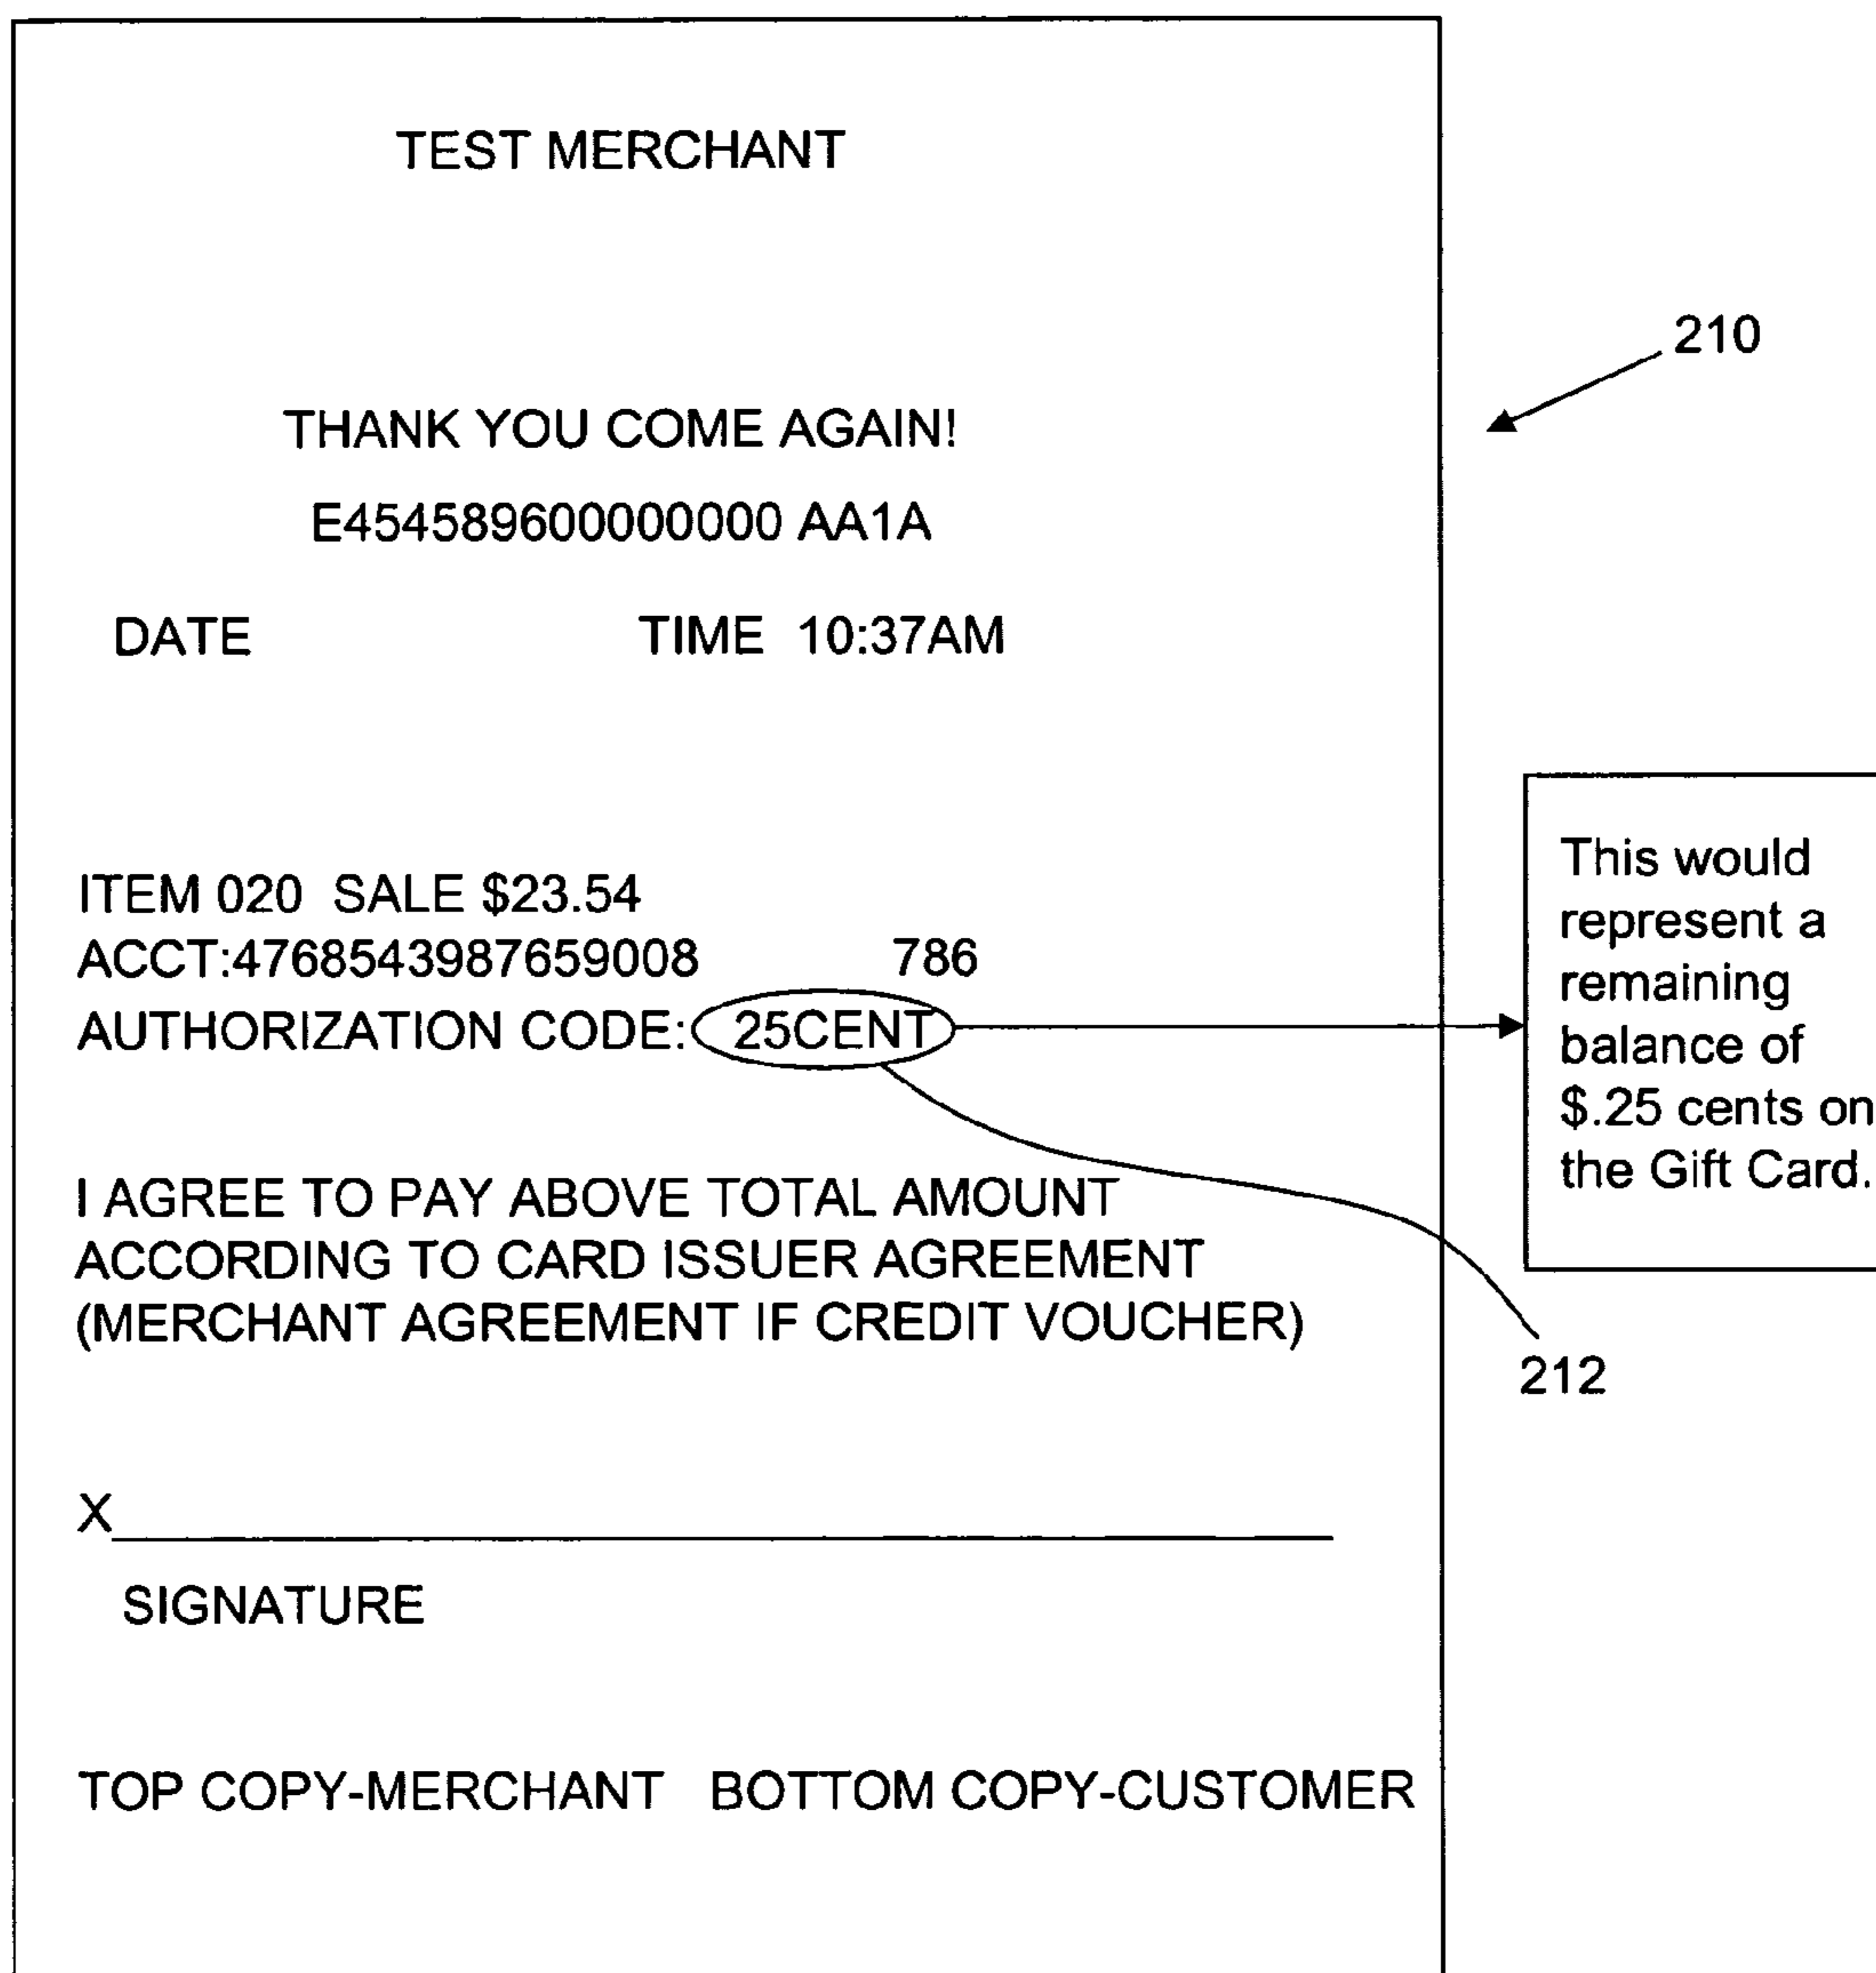 TEST MERCHANT
210
THANK YOU COME AGAIN!
E454589600000000 AA1A
DATE TIME 10:37AM
ITEM 020 SALE $23.54
ACCT:4768543987659008 786
AUTHORIZATION CODE: 25CENT
This would
represent a
remaining
balance of
$.25 cents on
the Gift Card.
I AGREE TO PAY ABOVE TOTAL AMOUNT
ACCORDING TO CARD ISSUER AGREEMENT
(MERCHANT AGREEMENT IF CREDIT VOUCHER)
212
X
SIGNATURE
TOP COPY-MERCHANT BOTTOM COPY-CUSTOMER